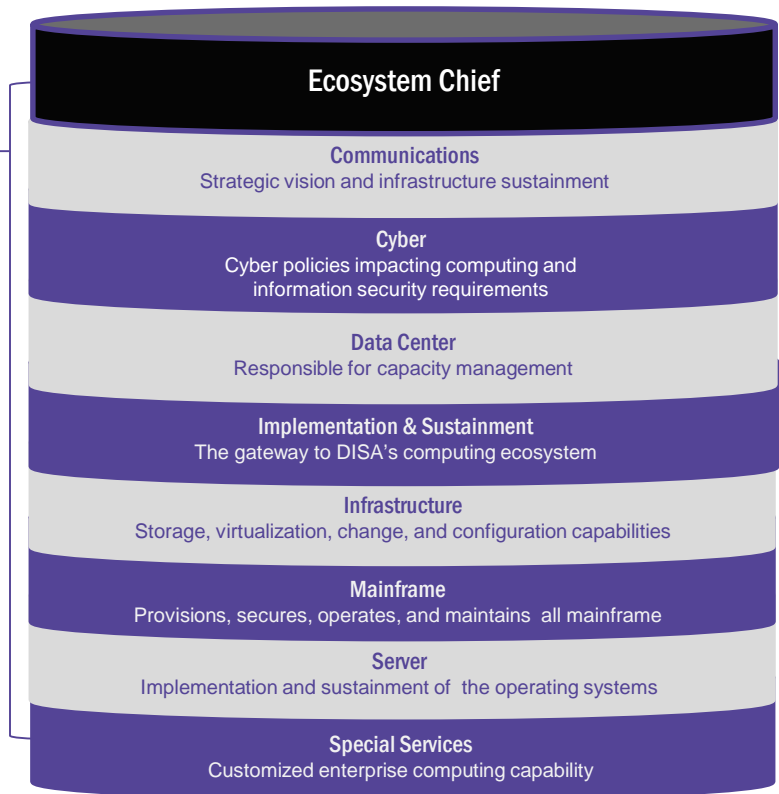 Ecosystem Chief
Communications
Strategic vision and infrastructure sustainment
Cyber
Cyber policies impacting computing and
information security requirements
Data Center
Responsible for capacity management
Implementation & Sustainment
The gateway to DISA’s computing ecosystem
Infrastructure
Storage, virtualization, change, and configuration capabilities
Mainframe
Provisions, secures, operates, and maintains  all mainframe
Server
Implementation and sustainment of  the operating systems
Special Services
Customized enterprise computing capability